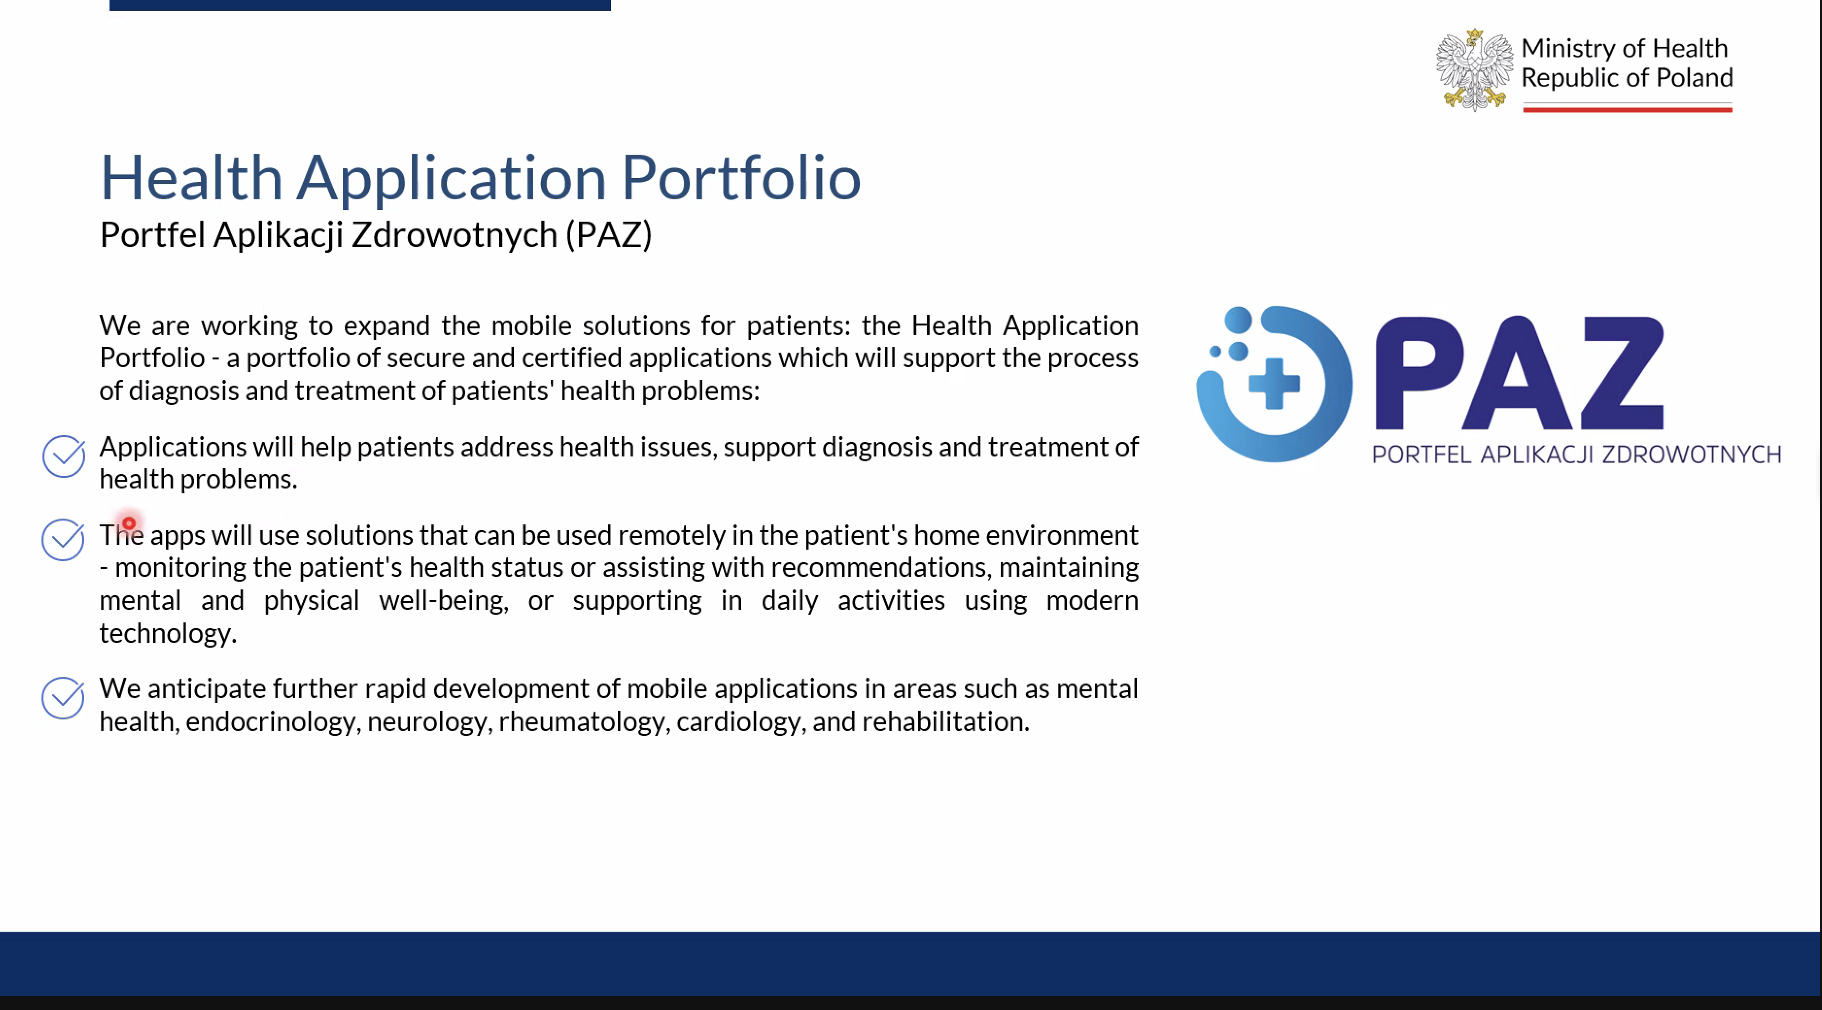 Ministry of Health
Republic of Poland
Health Application Portfolio
Portfel Aplikacji Zdrowotnych (PAZ)
We are working to expand the mobile solutions for patients: the Health Application
Portfolio - a portfolio of secure and certified applications which will support the process
of diagnosis and treatment of patients' health problems:
Applications will help patients address health issues, support diagnosis and treatment of
health problems.
The apps will use solutions that can be used remotely in the patient's home environment
- monitoring the patient's health status or assisting with recommendations, maintaining
mental and physical well-being, or supporting in daily activities using modern
technology.
We anticipate further rapid development of mobile applications in areas such as mental
health, endocrinology, neurology, rheumatology, cardiology, and rehabilitation.
PAZ
PORTFEL APLIKACJI ZDROWOTNYCH